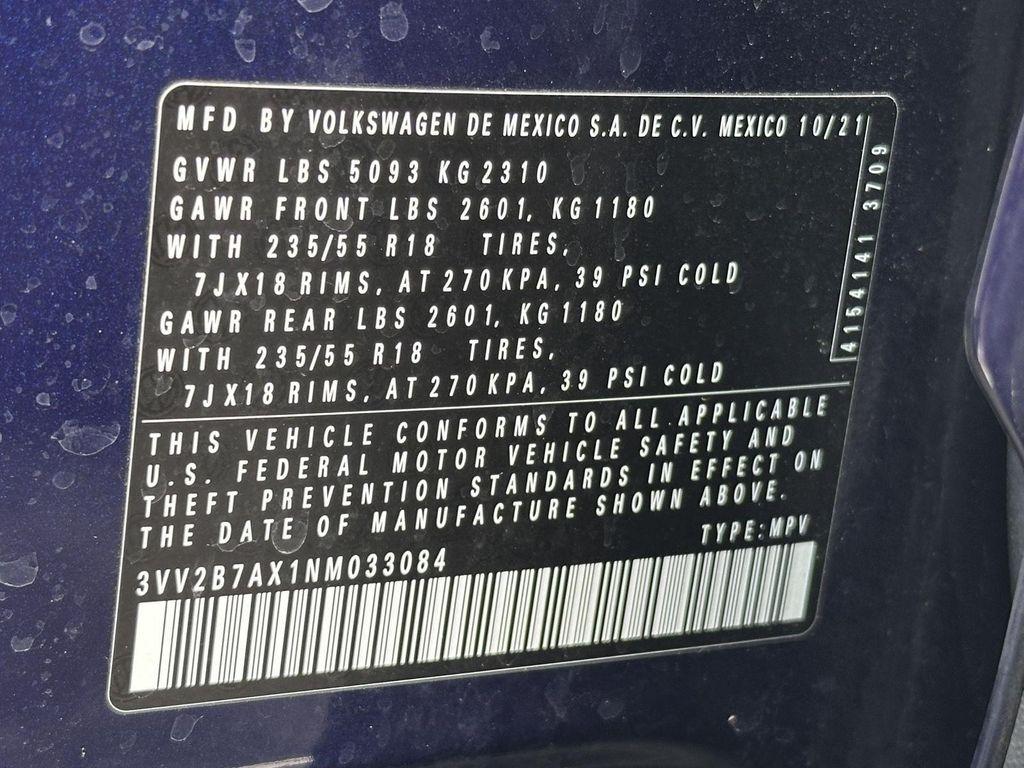 MFD BY VOLKSWAGEN DE MEXICO S.A. DE C.V. MEXICO 10/21
GVWR LBS 5093 KG 2310
GAWR FRONT LBS 2601, KG 1180
WITH 235/55 R18 TIRES,
7JX18 RIMS, AT 270 KPA, 39 PSI COLD
GAWR REAR LBS 2601, KG 1180
WITH 235/55 R18 TIRES,
7JX18 RIMS, AT 270 KPA, 39 PSI COLD
4154141 3709
THIS VEHICLE CONFORMS TO ALL APPLICABLE
U.S. FEDERAL MOTOR VEHICLE SAFETY AND
THEFT PREVENTION STANDARDS IN EFFECT ON
THE DATE OF MANUFACTURE SHOWN ABOVE.
TYPE: MPV
3VV2B7AX1NM033084